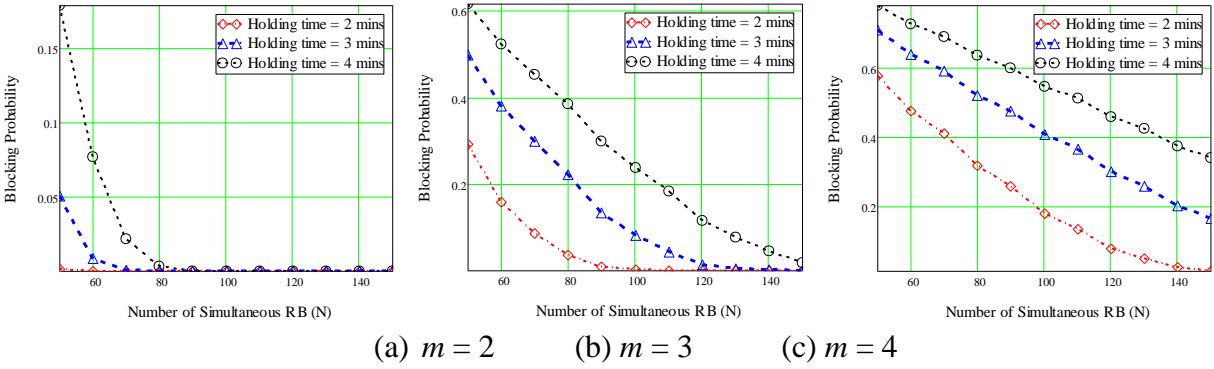 Blocking Probability
0.15
0.1
0.05
Holding time = 2 mins
Holding time = 3 mins
Holding time = 4 mins
60 80 100 120 140
Number of Simultaneous RB (N)
Blocking Probability
0.6
0.4
0.2
Holding time = 2 mins
Holding time = 3 mins
Holding time = 4 mins
60 80 100 120 140
Number of Simultaneous RB (N)
Blocking Probability
0.6
0.4
0.2
Holding time = 2 mins
Holding time = 3 mins
Holding time = 4 mins
60 80 100 120 140
Number of Simultaneous RB (N)
(a) m = 2 (b) m = 3 (c) m = 4